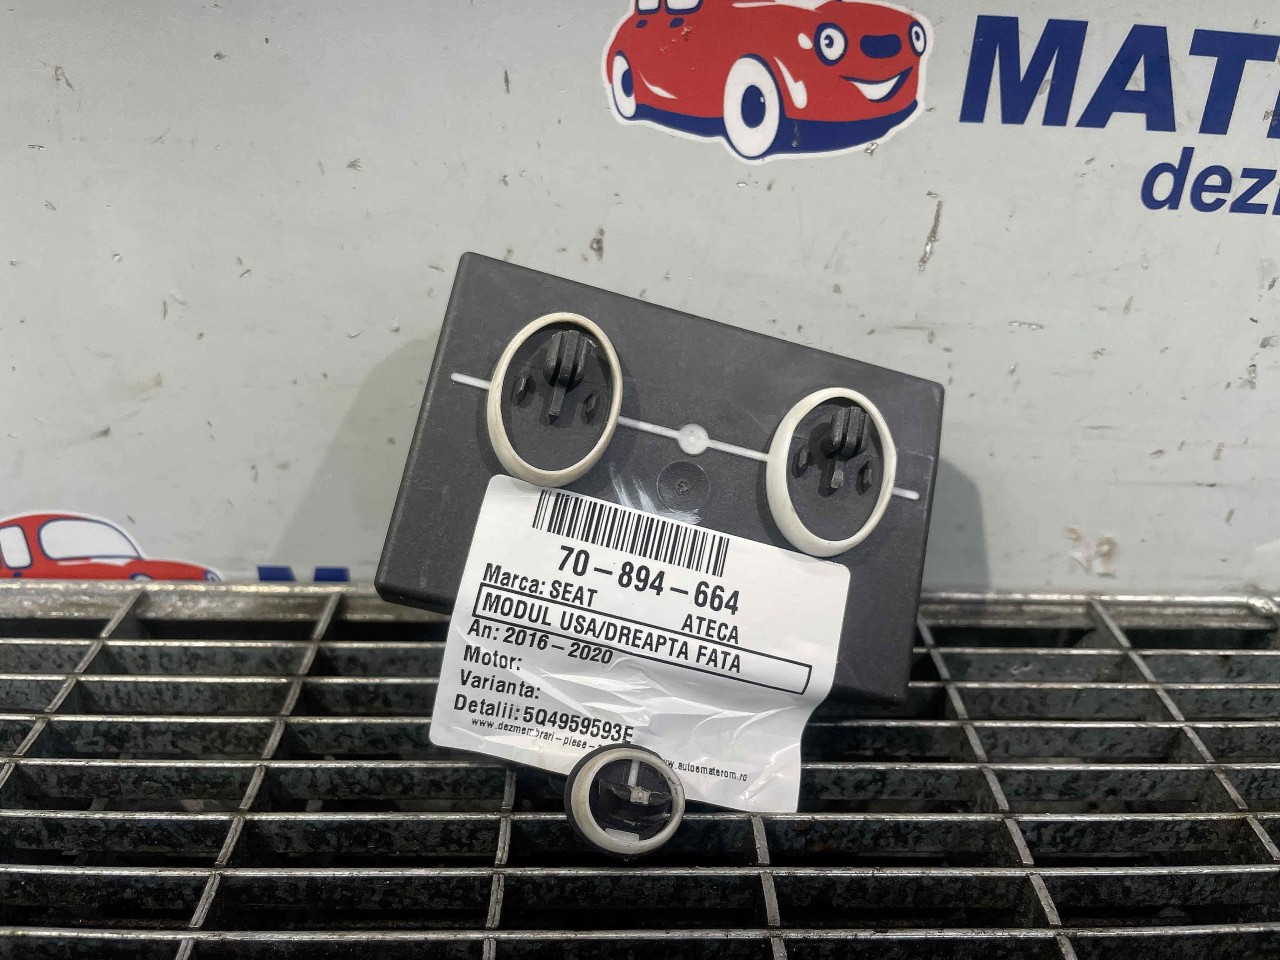 MAT
dez
70-894-664
Marca: SEAT ATECA
MODUL USA/DREAPTA FATA
An: 2016-2020
Motor:
Varianta:
Detalii: 5Q4959593E
www.dezmembrari-piese- www.autoematerom.ro